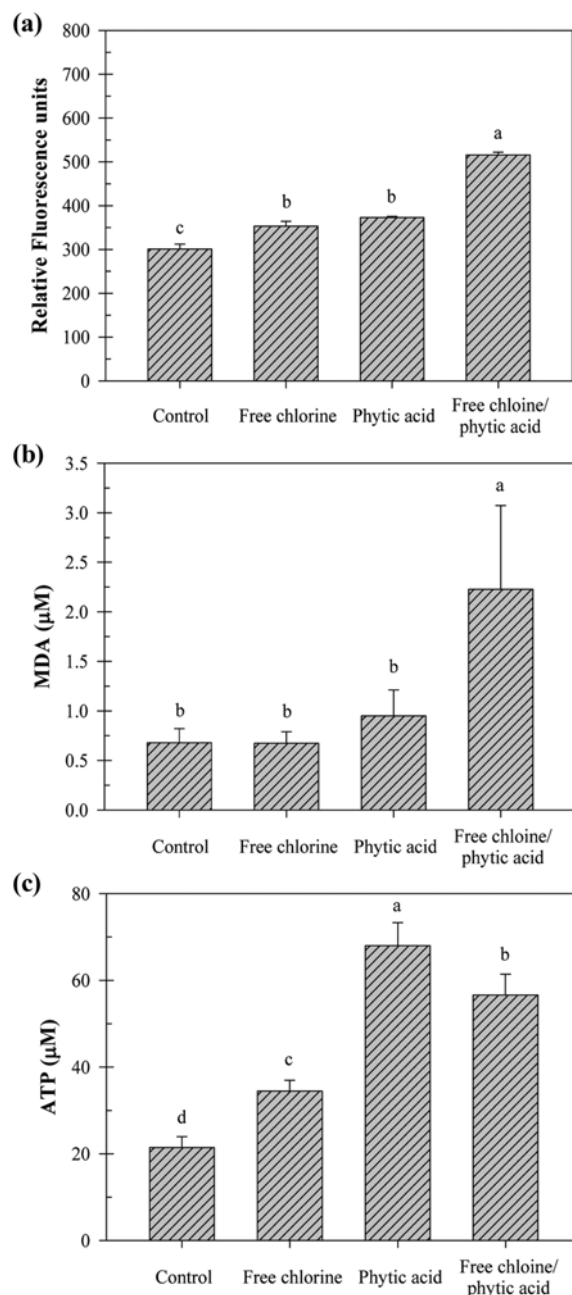 (a)
Relative Fluorescence units
800
700
600
500
400
300
200
100
0
c
b
b
a
Control
Free chlorine
Phytic acid
Free chloine/
phytic acid
(b)
MDA (μM)
3.5
3.0
2.5
2.0
1.5
1.0
0.5
0.0
b
b
b
a
Control
Free chlorine
Phytic acid
Free chloine/
phytic acid
(c)
ATP (μM)
80
60
40
20
0
d
c
a
b
Control
Free chlorine
Phytic acid
Free chloine/
phytic acid